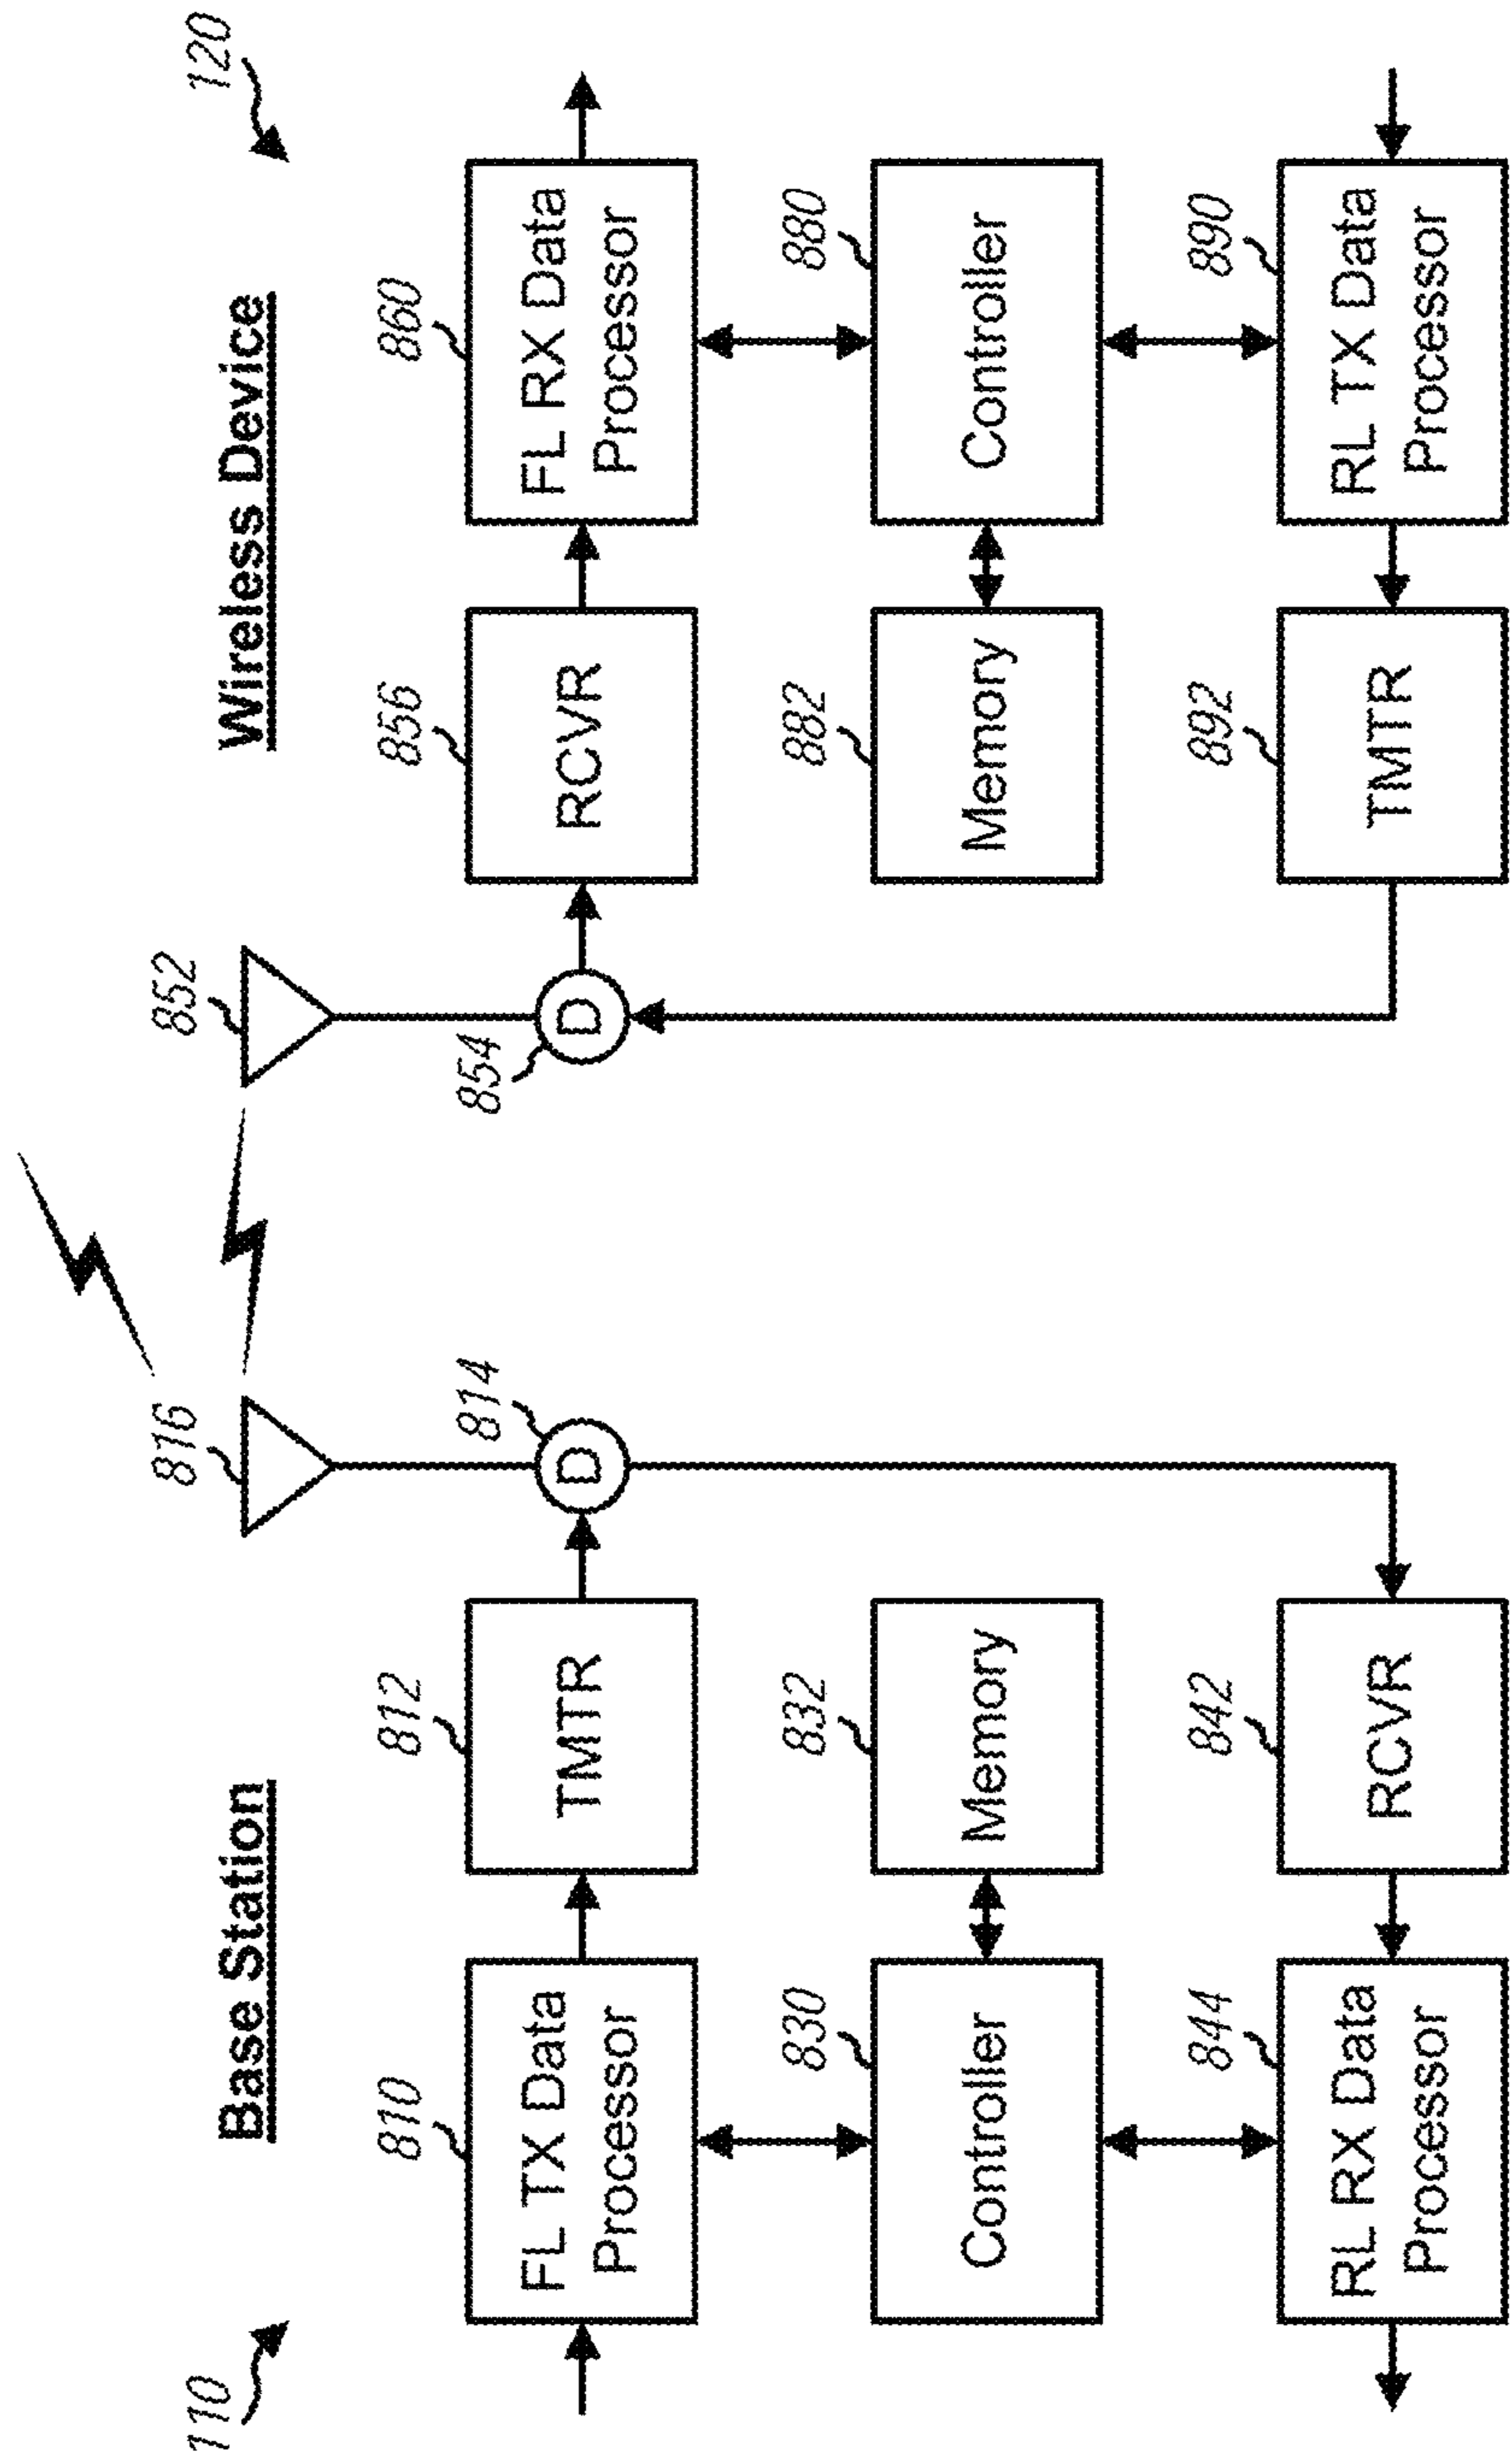 110
Base Station
Wireless Device
120
816
852
810
812
814
854
856
860
FL TX Data
Processor
TMTR
D
D
RCVR
FL RX Data
Processor
830
832
882
880
Controller
Memory
Memory
Controller
844
842
892
890
RL RX Data
Processor
RCVR
TMTR
RL TX Data
Processor